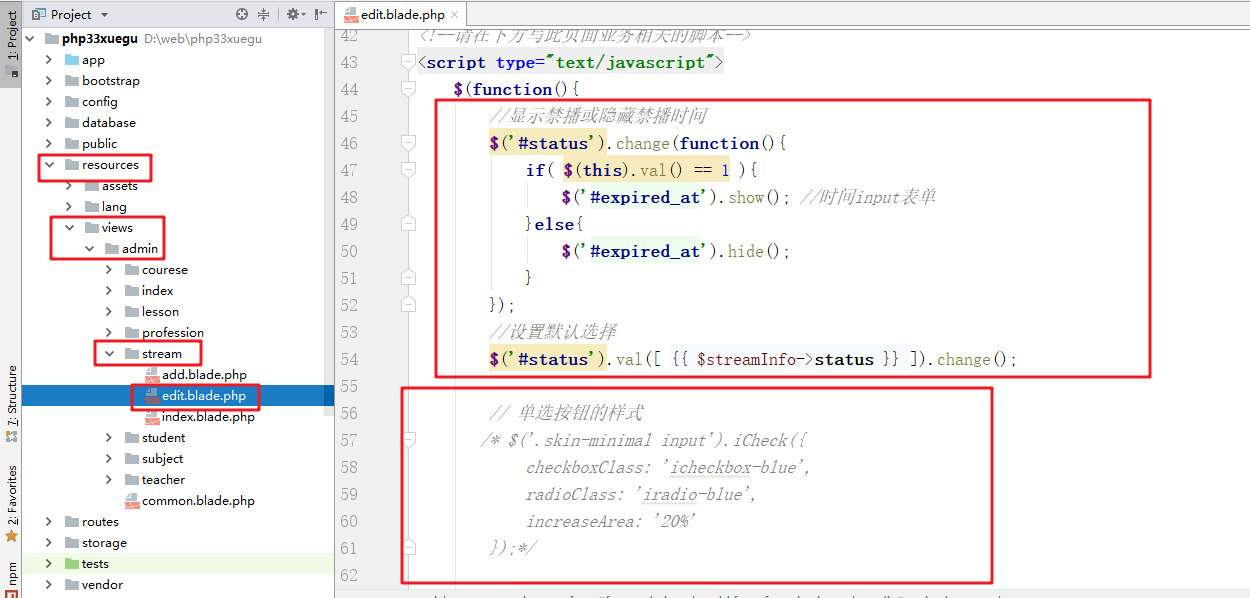 Project
edit.blade.php
1: Project
7: Structure
2: Favorites
npm
php33xuegu D:\web\php33xuegu
app
bootstrap
config
database
public
resources
assets
lang
views
admin
courese
index
lesson
profession
stream
add.blade.php
edit.blade.php
index.blade.php
student
subject
teacher
common.blade.php
routes
storage
tests
vendor
42 <!--请在下方写此页面业务相关的脚本-->
43 <script type="text/javascript">
44 $(function(){
45 //显示禁播或隐藏禁播时间
46 $('#status').change(function(){
47 if( $(this).val() == 1 ){
48 $('#expired_at').show(); //时间input表单
49 }else{
50 $('#expired_at').hide();
51 }
52 });
53 //设置默认选择
54 $('#status').val([ {{ $streamInfo->status }} ]).change();
55
56 // 单选按钮的样式
57 /* $('.skin-minimal input').iCheck({
58 checkboxClass: 'icheckbox-blue',
59 radioClass: 'iradio-blue',
60 increaseArea: '20%'
61 });*/
62